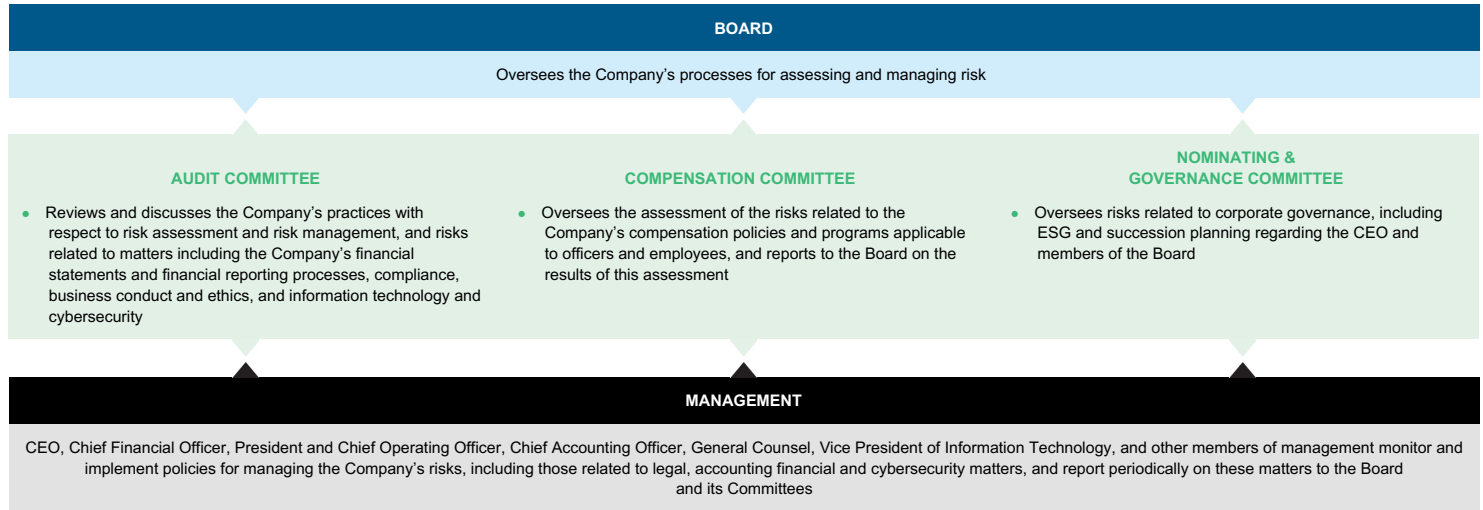 BOARD
Oversees the Company’s processes for assessing and managing risk
AUDIT COMMITTEE
• Reviews and discusses the Company’s practices with
respect to risk assessment and risk management, and risks
related to matters including the Company’s financial
statements and financial reporting processes, compliance,
business conduct and ethics, and information technology and
cybersecurity
COMPENSATION COMMITTEE
• Oversees the assessment of the risks related to the
Company’s compensation policies and programs applicable
to officers and employees, and reports to the Board on the
results of this assessment
NOMINATING &
GOVERNANCE COMMITTEE
• Oversees risks related to corporate governance, including
ESG and succession planning regarding the CEO and
members of the Board
MANAGEMENT
CEO, Chief Financial Officer, President and Chief Operating Officer, Chief Accounting Officer, General Counsel, Vice President of Information Technology, and other members of management monitor and
implement policies for managing the Company’s risks, including those related to legal, accounting financial and cybersecurity matters, and report periodically on these matters to the Board
and its Committees